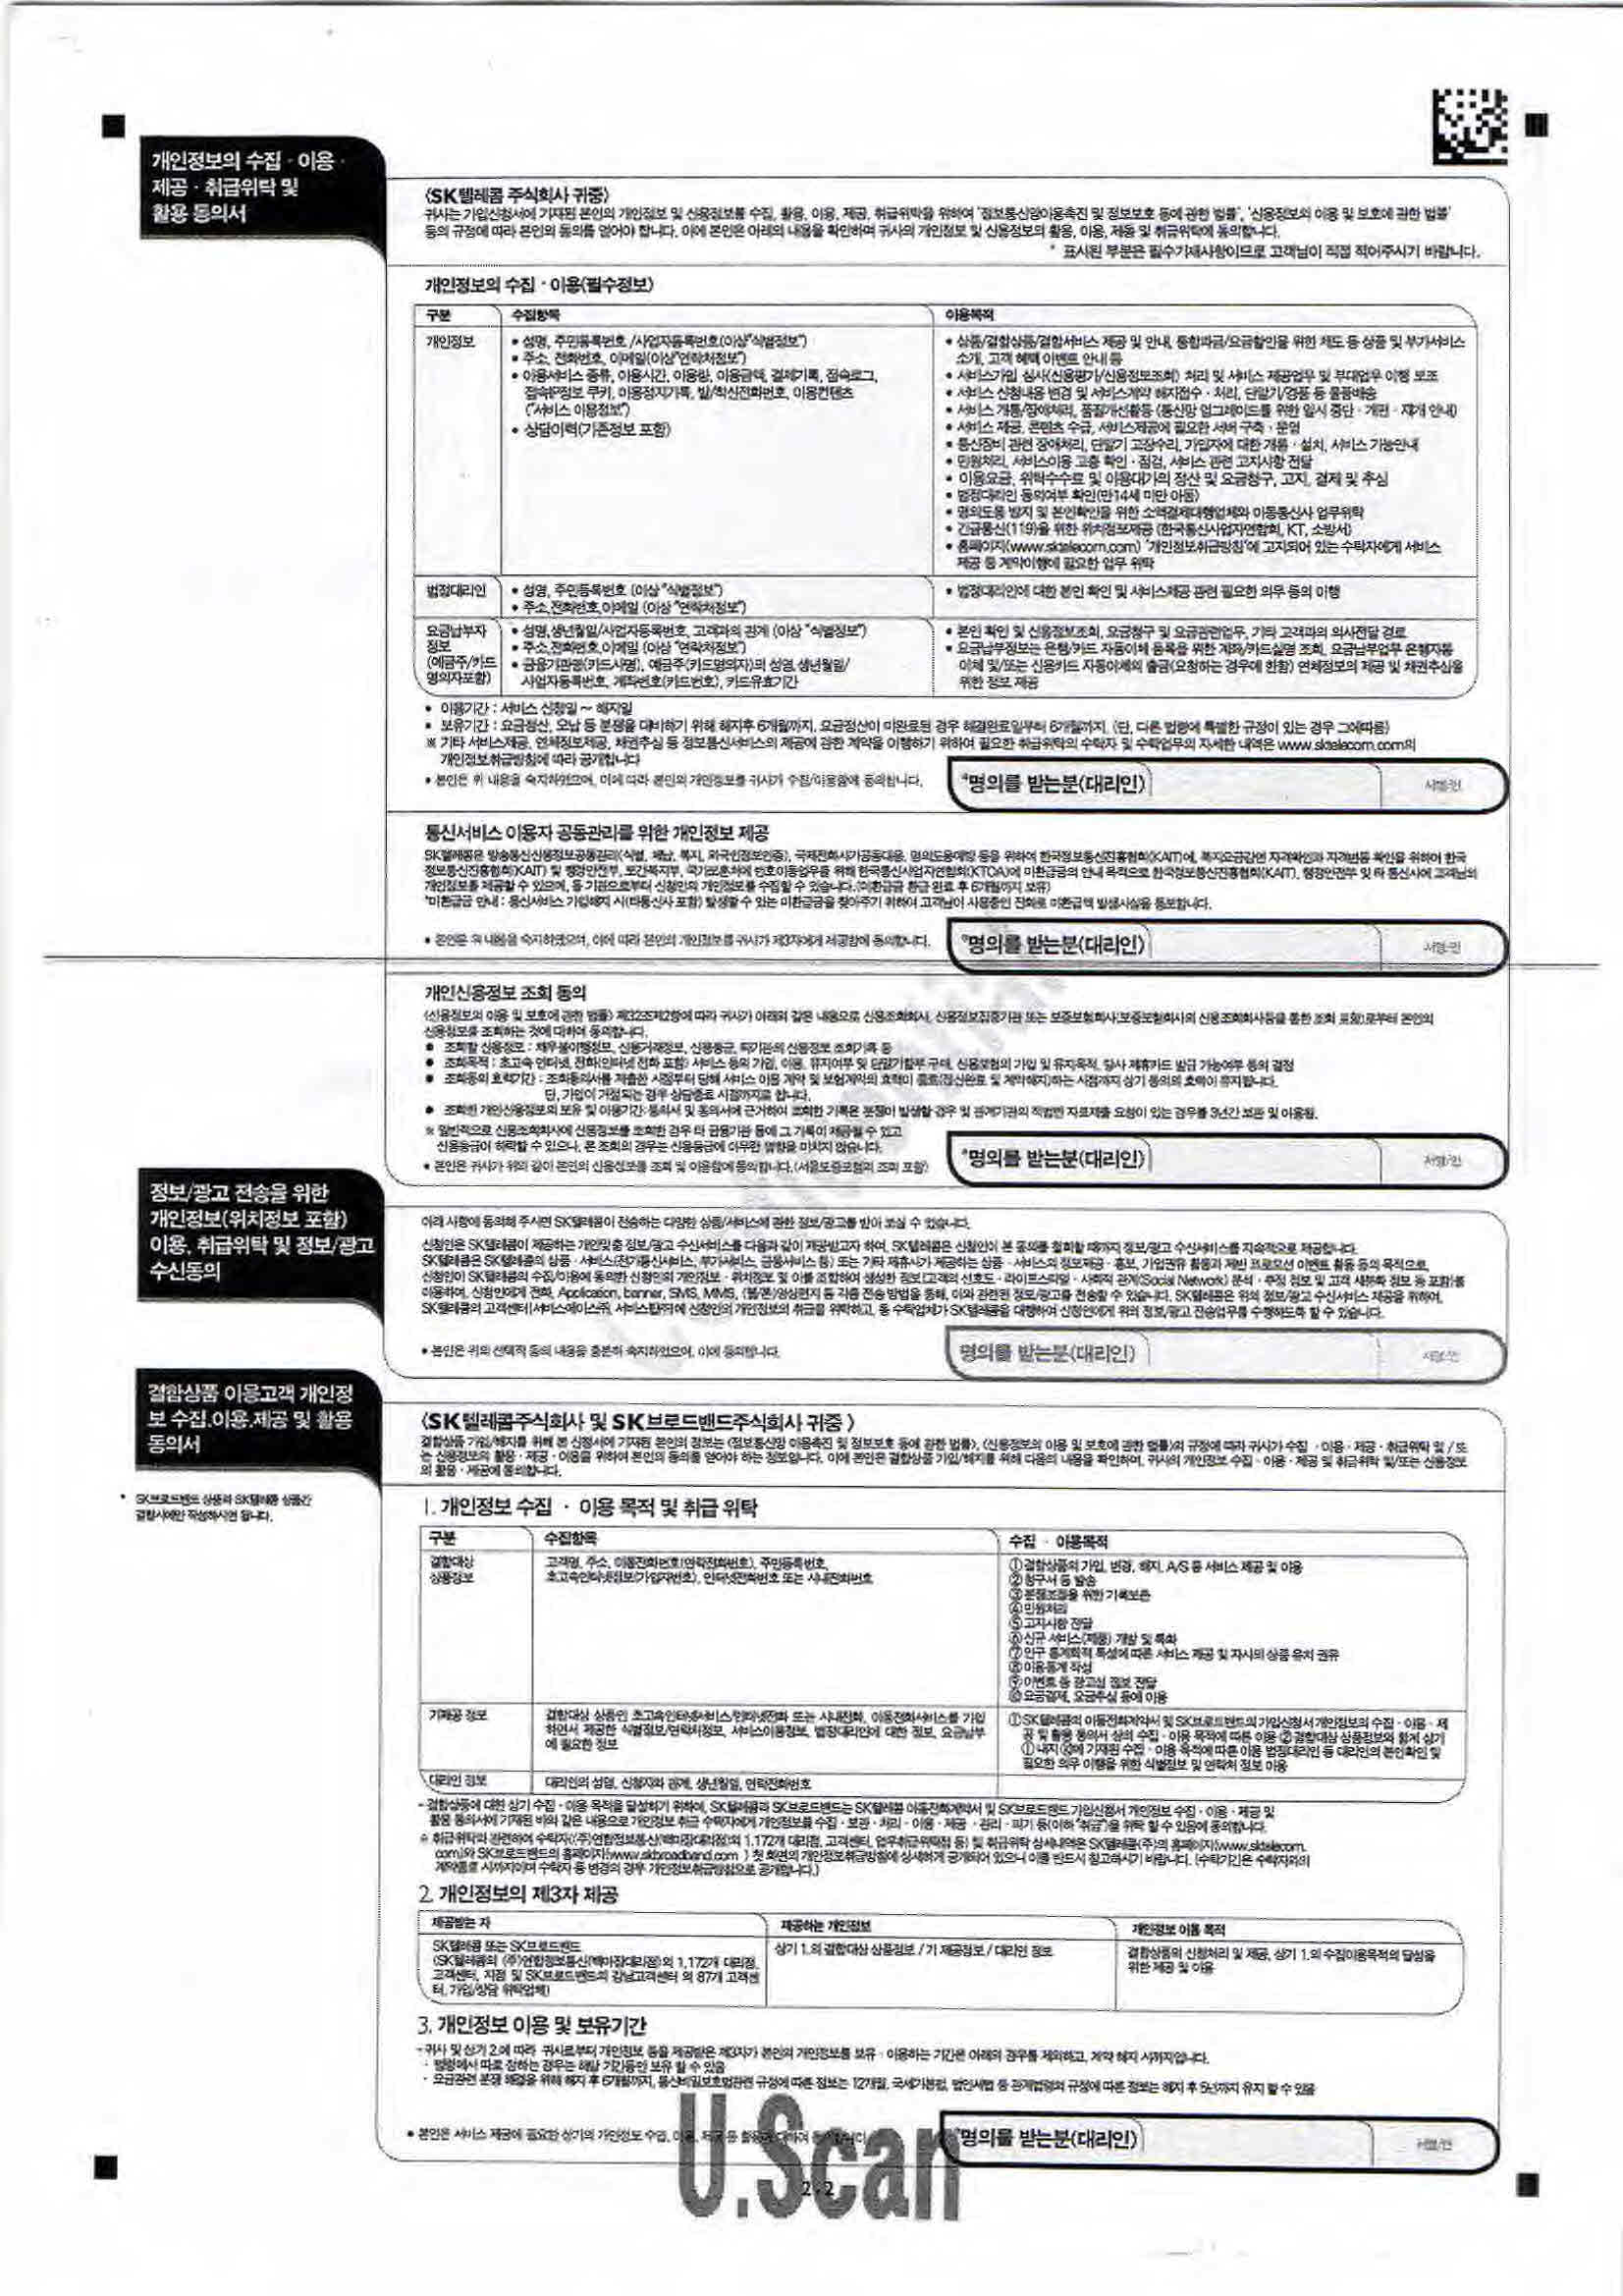 개인정보의 수집 · 이용 ·
제공 · 취급위탁 및
활용 동의서
〈SK텔레콤 주식회사 귀중〉
귀사는 가입신청서에 기재된 본인의 개인정보 및 신용정보를 수집, 활용, 이용, 제공, 취급위탁을 위하여 '정보통신망이용촉진 및 정보보호 등에 관한 법률', '신용정보의 이용 및 보호에 관한 법률'
등의 규정에 따라 본인의 동의를 얻어야 합니다. 이에 본인은 아래의 내용을 확인하며 귀사의 개인정보 및 신용정보의 활용, 이용, 제공 및 취급위탁에 동의합니다.
* 표시된 부분은 필수기재사항이므로 고객님이 직접 적어주시기 바랍니다.
개인정보의 수집 · 이용(필수정보)
구분 수집항목 이용목적
개인정보
• 성명, 주민등록번호 /사업자등록번호(이상"식별정보")
• 주소, 전화번호, 이메일(이상"연락처정보")
• 이용서비스 종류, 이용시간, 이용량, 이용금액, 결제기록, 접속로그,
접속IP정보 쿠키, 이용정지기록, 발/착신전화번호, 이용컨텐츠
("서비스 이용정보")
• 상담이력(기존정보 포함)
• 상품/결합상품/결합서비스 제공 및 안내, 통합과금/요금할인을 위한 제도 등 상품 및 부가서비스
소개, 고객 혜택 이벤트 안내 등
• 서비스가입 심사(신용평가/신용정보조회) 처리 및 서비스 제공업무 및 부대업무 이행 보조
• 서비스 신청내용 변경 및 서비스계약 해지접수 · 처리, 단말기/경품 등 물품배송
• 서비스 개통/장애처리, 품질개선활동 (통신망 업그레이드를 위한 일시 중단 · 개편 · 재개 안내)
• 서비스 제공, 콘텐츠 수급, 서비스제공에 필요한 서버 구축 · 운영
• 통신장비 관련 장애처리, 단말기 고장수리, 가입자에 대한 개통 · 설치, 서비스 가능안내
• 민원처리, 서비스이용 고충 확인 · 점검, 서비스 관련 고지사항 전달
• 이용요금, 위탁수수료 및 이용대가의 정산 및 요금청구, 고지, 결제 및 추심
• 법정대리인 동의여부 확인(만14세 미만 아동)
• 명의도용 방지 및 본인확인을 위한 소액결제대행업체와 이동통신사 업무위탁
• 긴급통신(119)을 위한 위치정보제공 (한국통신사업자연합회, KT, 소방서)
• 홈페이지(www.sktelecom.com) '개인정보취급방침'에 고지되어 있는 수탁자에게 서비스
제공 등 계약이행에 필요한 업무 위탁
법정대리인
• 성명, 주민등록번호 (이상"식별정보")
• 주소,전화번호,이메일 (이상 "연락처정보")
• 법정대리인에 대한 본인 확인 및 서비스제공 관련 필요한 의무 등의 이행
요금납부자
정보
(예금주/카드
명의자포함)
• 성명,생년월일/사업자등록번호, 고객과의 관계 (이상 "식별정보")
• 주소,전화번호,이메일 (이상 "연락처정보")
• 금융기관명(카드사명), 예금주(카드명의자)의 성명, 생년월일/
사업자등록번호, 계좌번호(카드번호), 카드유효기간
• 본인 확인 및 신용정보조회, 요금청구 및 요금관련업무, 기타 고객과의 의사전달 경로
• 요금납부정보는 은행/카드 자동이체 등록을 위한 계좌/카드실명 조회, 요금납부업무 은행자동
이체 및/또는 신용카드 자동이체의 출금(요청하는 경우에 한함) 연체정보의 제공 및 채권추심을
위한 정보 제공
• 이용기간 : 서비스 신청일 ~ 해지일
• 보유기간 : 요금정산, 오납 등 분쟁을 대비하기 위해 해지후 6개월까지, 요금정산이 미완료된 경우 해결완료일부터 6개월까지, (단, 다른 법령에 특별한 규정이 있는 경우 그에따름)
※ 기타 서비스제공, 연체정보제공, 채권추심 등 정보통신서비스의 제공에 관한 계약을 이행하기 위하여 필요한 취급위탁의 수탁자 및 수탁업무의 자세한 내역은 www.sktelecom.com의
개인정보취급방침에 따라 공개합니다
• 본인은 위 내용을 숙지하였으며, 이에 따라 본인의 개인정보를 귀사가 수집/이용함에 동의합니다.
*명의를 받는분(대리인) 서명/인
통신서비스 이용자 공동관리를 위한 개인정보 제공
SK텔레콤은 방송통신신용정보공동관리(식별, 체납, 복지, 외국인정보인증), 국제전화사기공동대응, 명의도용예방 등을 위하여 한국정보통신진흥협회(KAIT)에, 복지요금감면 자격확인과 자격변동 확인을 위하여 한국
정보통신진흥협회(KAIT) 및 행정안전부, 보건복지부, 국가보훈처에 번호이동업무를 위해 한국통신사업자연합회(KTOA)에 미환급금의 안내 목적으로 한국정보통신진흥협회(KAIT), 행정안전부 및 타 통신사에 고객님의
개인정보를 제공할 수 있으며, 동 기관으로부터 신청인의 개인정보를 수집할 수 있습니다.(미환급금 환급 완료 후 6개월까지 보유)
*미환급금 안내 : 통신서비스 가입해지 시(타통신사 포함) 발생할 수 있는 미환급금을 찾아주기 위하여 고객님이 사용중인 전화로 미환급액 발생사실을 통보합니다.
• 본인은 위 내용을 숙지하였으며, 이에 따라 본인의 개인정보를 귀사가 제3자에게 제공함에 동의합니다.
*명의를 받는분(대리인) 서명/인
개인신용정보 조회 동의
〈신용정보의 이용 및 보호에 관한 법률〉 제32조제2항에 따라 귀사가 아래와 같은 내용으로 신용조회회사, 신용정보집중기관 또는 보증보험회사(보증보험회사의 신용조회회사등을 통한 조회 포함)로부터 본인의
신용정보를 조회하는 것에 대하여 동의합니다.
● 조회할 신용정보 : 채무불이행정보, 신용거래정보, 신용등급, 타기관의 신용정보 조회기록 등
● 조회목적 : 초고속 인터넷, 전화(인터넷 전화 포함) 서비스 등의 가입, 이용, 유지여부 및 단말기할부 구매, 신용보험의 가입 및 유지목적, 당사 제휴카드 발급 가능여부 등의 결정
● 조회동의 효력기간 : 조회동의서를 제출한 시점부터 당해 서비스 이용 계약 및 보험계약의 효력이 종료(정산완료 및 계약해지)하는 시점까지 상기 동의의 효력이 유지됩니다.
단, 가입이 거절되는 경우 상담종료 시점까지로 합니다.
● 조회한 개인신용정보의 보유 및 이용기간: 동의서 및 동의서에 근거하여 조회한 기록은 분쟁이 발생할 경우 및 관계기관의 적법한 자료제출 요청이 있는 경우를 3년간 보관 및 이용됨.
※ 일반적으로 신용조회회사에 신용정보를 조회한 경우 타 금융기관 등에 그 기록이 제공될 수 있고
신용등급이 하락할 수 있으나, 본 조회의 경우는 신용등급에 아무런 영향을 미치지 않습니다.
• 본인은 귀사가 위와 같이 본인의 신용정보를 조회 및 이용함에 동의합니다.(서울보증보험의 조회 포함)
*명의를 받는분(대리인) 서명/인
정보/광고 전송을 위한
개인정보(위치정보 포함)
이용, 취급위탁 및 정보/광고
수신동의
아래 사항에 동의해 주시면 SK텔레콤이 전송하는 다양한 상품/서비스에 관한 정보/광고를 받아 보실 수 있습니다.
신청인은 SK텔레콤이 제공하는 개인맞춤 정보/광고 수신서비스를 다음과 같이 제공받고자 하며, SK텔레콤은 신청인이 본 동의를 철회할 때까지 정보/광고 수신서비스를 지속적으로 제공합니다.
SK텔레콤은 SK텔레콤의 상품 · 서비스(전기통신서비스, 부가서비스, 금융서비스 등) 또는 기타 제휴사가 제공하는 상품 · 서비스의 정보제공 · 홍보, 가입권유 활동과 제반 프로모션 이벤트 활동 등의 목적으로,
신청인이 SK텔레콤의 수집/이용에 동의한 신청인의 개인정보 · 위치정보 및 이를 조합하여 생성한 정보(고객의 선호도 · 라이프스타일 · 사회적 관계(Social Network) 분석 · 추정 정보 및 고객 세분화 정보 등 포함)를
이용하여, 신청인에게 전화, Application, banner, SMS, MMS, (웹/폰)영상편지 등 각종 전송 방법을 통해, 이와 관련된 정보/광고를 전송할 수 있습니다. SK텔레콤은 위의 정보/광고 수신서비스 제공을 위하여,
SK텔레콤의 고객센터(서비스에이스㈜, 서비스탑㈜)에 신청인의 개인정보의 취급을 위탁하고, 동 수탁업체가 SK텔레콤을 대행하여 신청인에게 위의 정보/광고 전송업무를 수행하도록 할 수 있습니다.
• 본인은 위의 선택적 동의 내용을 충분히 숙지하였으며, 이에 동의합니다.
명의를 받는분(대리인) 서명/인
결합상품 이용고객 개인정
보 수집.이용.제공 및 활용
동의서
* SK브로드밴드 상품과 SK텔레콤 상품간
결합시에만 작성하시면 됩니다.
〈SK텔레콤주식회사 및 SK브로드밴드주식회사 귀중 〉
결합상품 가입/해지를 위해 본 신청서에 기재된 본인의 정보는 〈정보통신망 이용촉진 및 정보보호 등에 관한 법률〉, 〈신용정보의 이용 및 보호에 관한 법률〉의 규정에 따라 귀사가 수집 · 이용 · 제공 · 취급위탁 및 / 또
는 신용정보의 활용 · 제공 · 이용을 위하여 본인의 동의를 얻어야 하는 정보입니다. 이에 본인은 결합상품 가입/해지를 위해 다음의 내용을 확인하며, 귀사의 개인정보 수집 · 이용 · 제공 및 취급위탁 및/또는 신용정보
의 활용 · 제공에 동의합니다.
1. 개인정보 수집 · 이용 목적 및 취급 위탁
구분 수집항목 수집 · 이용목적
결합대상
상품정보
고객명, 주소, 이동전화번호(연락전화번호), 주민등록번호,
초고속인터넷정보(가입자번호), 인터넷전화번호 또는 시내전화번호
①결합상품의 가입, 변경, 해지, A/S 등 서비스 제공 및 이용
②청구서 등 발송
③분쟁조정을 위한 기록보존
④민원처리
⑤고지사항 전달
⑥신규 서비스(제품) 개발 및 특화
⑦인구 통계학적 특성에 따른 서비스 제공 및 자사의 상품 유치 권유
⑧이용통계 작성
⑨이벤트 등 광고성 정보 전달
⑩요금결제, 요금추심 등에 이용
기제공 정보
결합대상 상품인 초고속인터넷서비스/인터넷전화 또는 시내전화, 이동전화서비스를 가입
하면서 제공한 식별정보/연락처정보, 서비스이용정보, 법정대리인에 대한 정보, 요금납부
에 필요한 정보
①SK텔레콤의 이동전화계약서 및 SK브로드밴드의 가입신청서 개인정보의 수집 · 이용 · 제
공 및 활용 동의서 상의 수집 · 이용 목적에 따른 이용 ②결합대상 상품정보와 함께 상기
①내지 ⑩에 기재된 수집 · 이용 목적에 따른 이용 법정대리인 등 대리인의 본인확인 및
필요한 의무 이행을 위한 식별정보 및 연락처 정보 이용
대리인 정보 대리인의 성명, 신청자와 관계, 생년월일, 연락전화번호
- 결합상품에 대한 상기 수집 · 이용 목적을 달성하기 위하여, SK텔레콤과 SK브로드밴드는 SK텔레콤 이동전화계약서 및 SK브로드밴드 가입신청서 개인정보 수집 · 이용 · 제공 및
활용 동의서에 기재된 바와 같은 내용으로 개인정보 취급 수탁자에게 개인정보를 수집 · 보관 · 처리 · 이용 · 제공 · 관리 · 파기 등(이하 "취급")을 위탁 할 수 있음에 동의합니다.
※ 취급위탁과 관련하여 수탁자((주)연합정보통신(백마장대리점)외 1,172개 대리점, 고객센터, 업무취급위탁점 등) 및 취급위탁 상세내역은 SK텔레콤(주)의 홈페이지(www.sktelecom.
com)와 SK브로드밴드의 홈페이지(www.skbroadband.com ) 첫 화면의 개인정보취급방침에 상세하게 공개되어 있으니 이를 반드시 참고하시기 바랍니다. (수탁기간은 수탁자와의
계약종료 시까지이며 수탁자 등 변경의 경우 개인정보취급방침으로 공개합니다.)
2. 개인정보의 제3자 제공
제공받는 자 제공하는 개인정보 개인정보 이용 목적
SK텔레콤 또는 SK브로드밴드
(SK텔레콤의 (주)연합정보통신(백마장대리점)외 1,172개 대리점,
고객센터, 지점 및 SK브로드밴드의 강남고객센터 외 87개 고객센
터, 가입/상담 위탁업체)
상기 1.의 결합대상 상품정보 / 기 제공정보 / 대리인 정보
결합상품의 신청처리 및 제공, 상기 1.의 수집이용목적의 달성을
위한 제공 및 이용
3. 개인정보 이용 및 보유기간
- 귀사 및 상기 2.에 따라 귀사로부터 개인정보 등을 제공받은 제3자가 본인의 개인정보를 보유 · 이용하는 기간은 아래의 경우를 제외하고, 계약 해지 시까지입니다.
· 법령에서 따로 정하는 경우는 해당 기간동안 보유 할 수 있음
· 요금관련 분쟁 해결을 위해 해지 후 6개월까지, 통신비밀보호법관련 규정에 따른 정보는 12개월, 국세기본법, 법인세법 등 관계법령의 규정에 따른 정보는 해지 후 5년까지 유지 할 수 있음
• 본인은 서비스 제공에 필요한 상기의 개인정보 수집, 이용, 제공 등 활용에 대하여 동의합니다.
*명의를 받는분(대리인) 서명/인
U.Scan